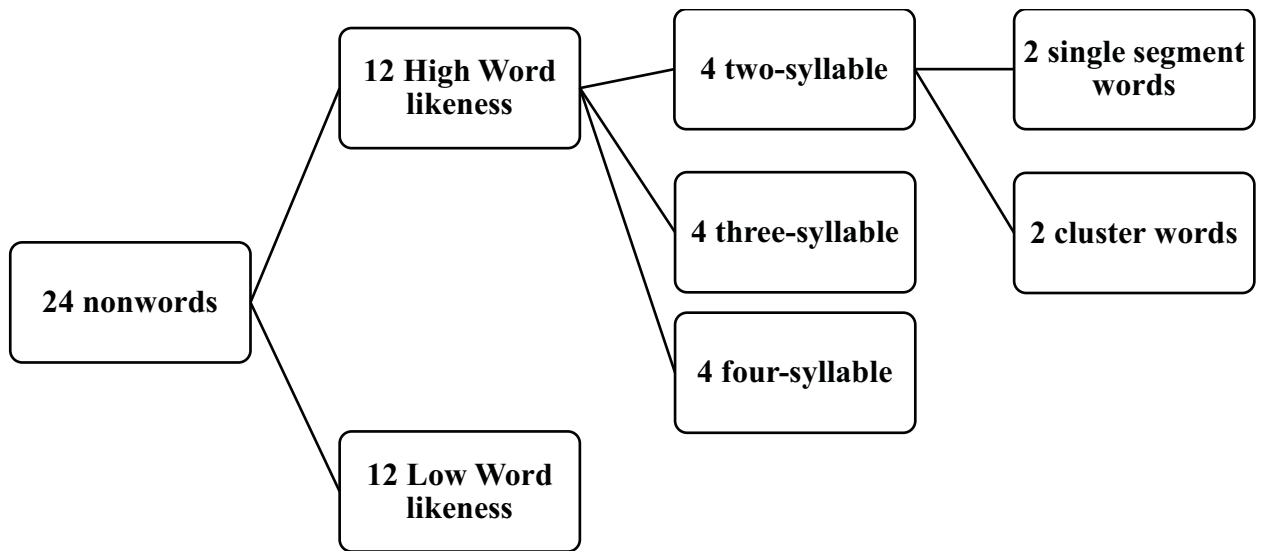 24 nonwords
12 High Word
likeness
12 Low Word
likeness
4 two-syllable
4 three-syllable
4 four-syllable
2 single segment
words
2 cluster words